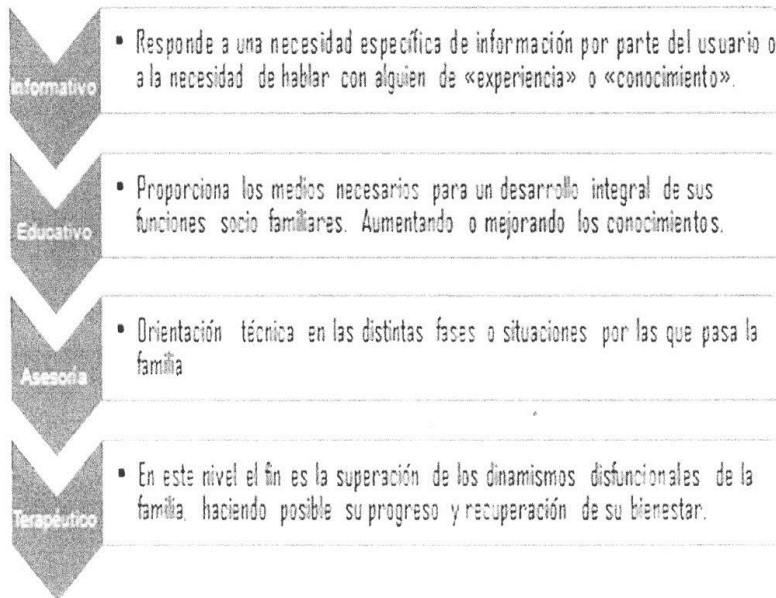 Informativo
• Responde a una necesidad específica de información por parte del usuario o
a la necesidad de hablar con alguien de «experiencia» o «conocimiento».
Educativo
• Proporciona los medios necesarios para un desarrollo integral de sus
funciones socio familiares. Aumentando o mejorando los conocimientos.
Asesoría
• Orientación técnica en las distintas fases o situaciones por las que pasa la
familia
Terapéutico
• En este nivel el fin es la superación de los dinamismos disfuncionales de la
familia, haciendo posible su progreso y recuperación de su bienestar.